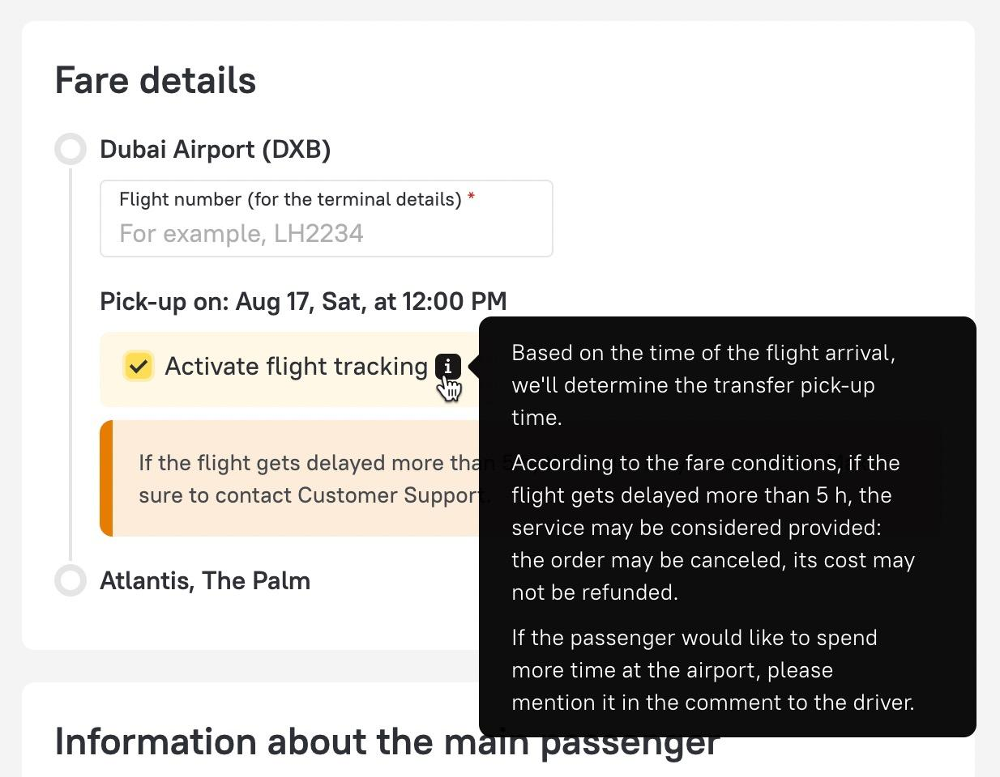 Fare details
Dubai Airport (DXB)
Flight number (for the terminal details) *
For example, LH2234
Pick-up on: Aug 17, Sat, at 12:00 PM
Activate flight tracking
If the flight gets delayed more than 5
sure to contact Customer Support.
Atlantis, The Palm
Based on the time of the flight arrival,
we'll determine the transfer pick-up
time.
According to the fare conditions, if the
flight gets delayed more than 5 h, the
service may be considered provided:
the order may be canceled, its cost may
not be refunded.
If the passenger would like to spend
more time at the airport, please
mention it in the comment to the driver.
Information about the main passenger